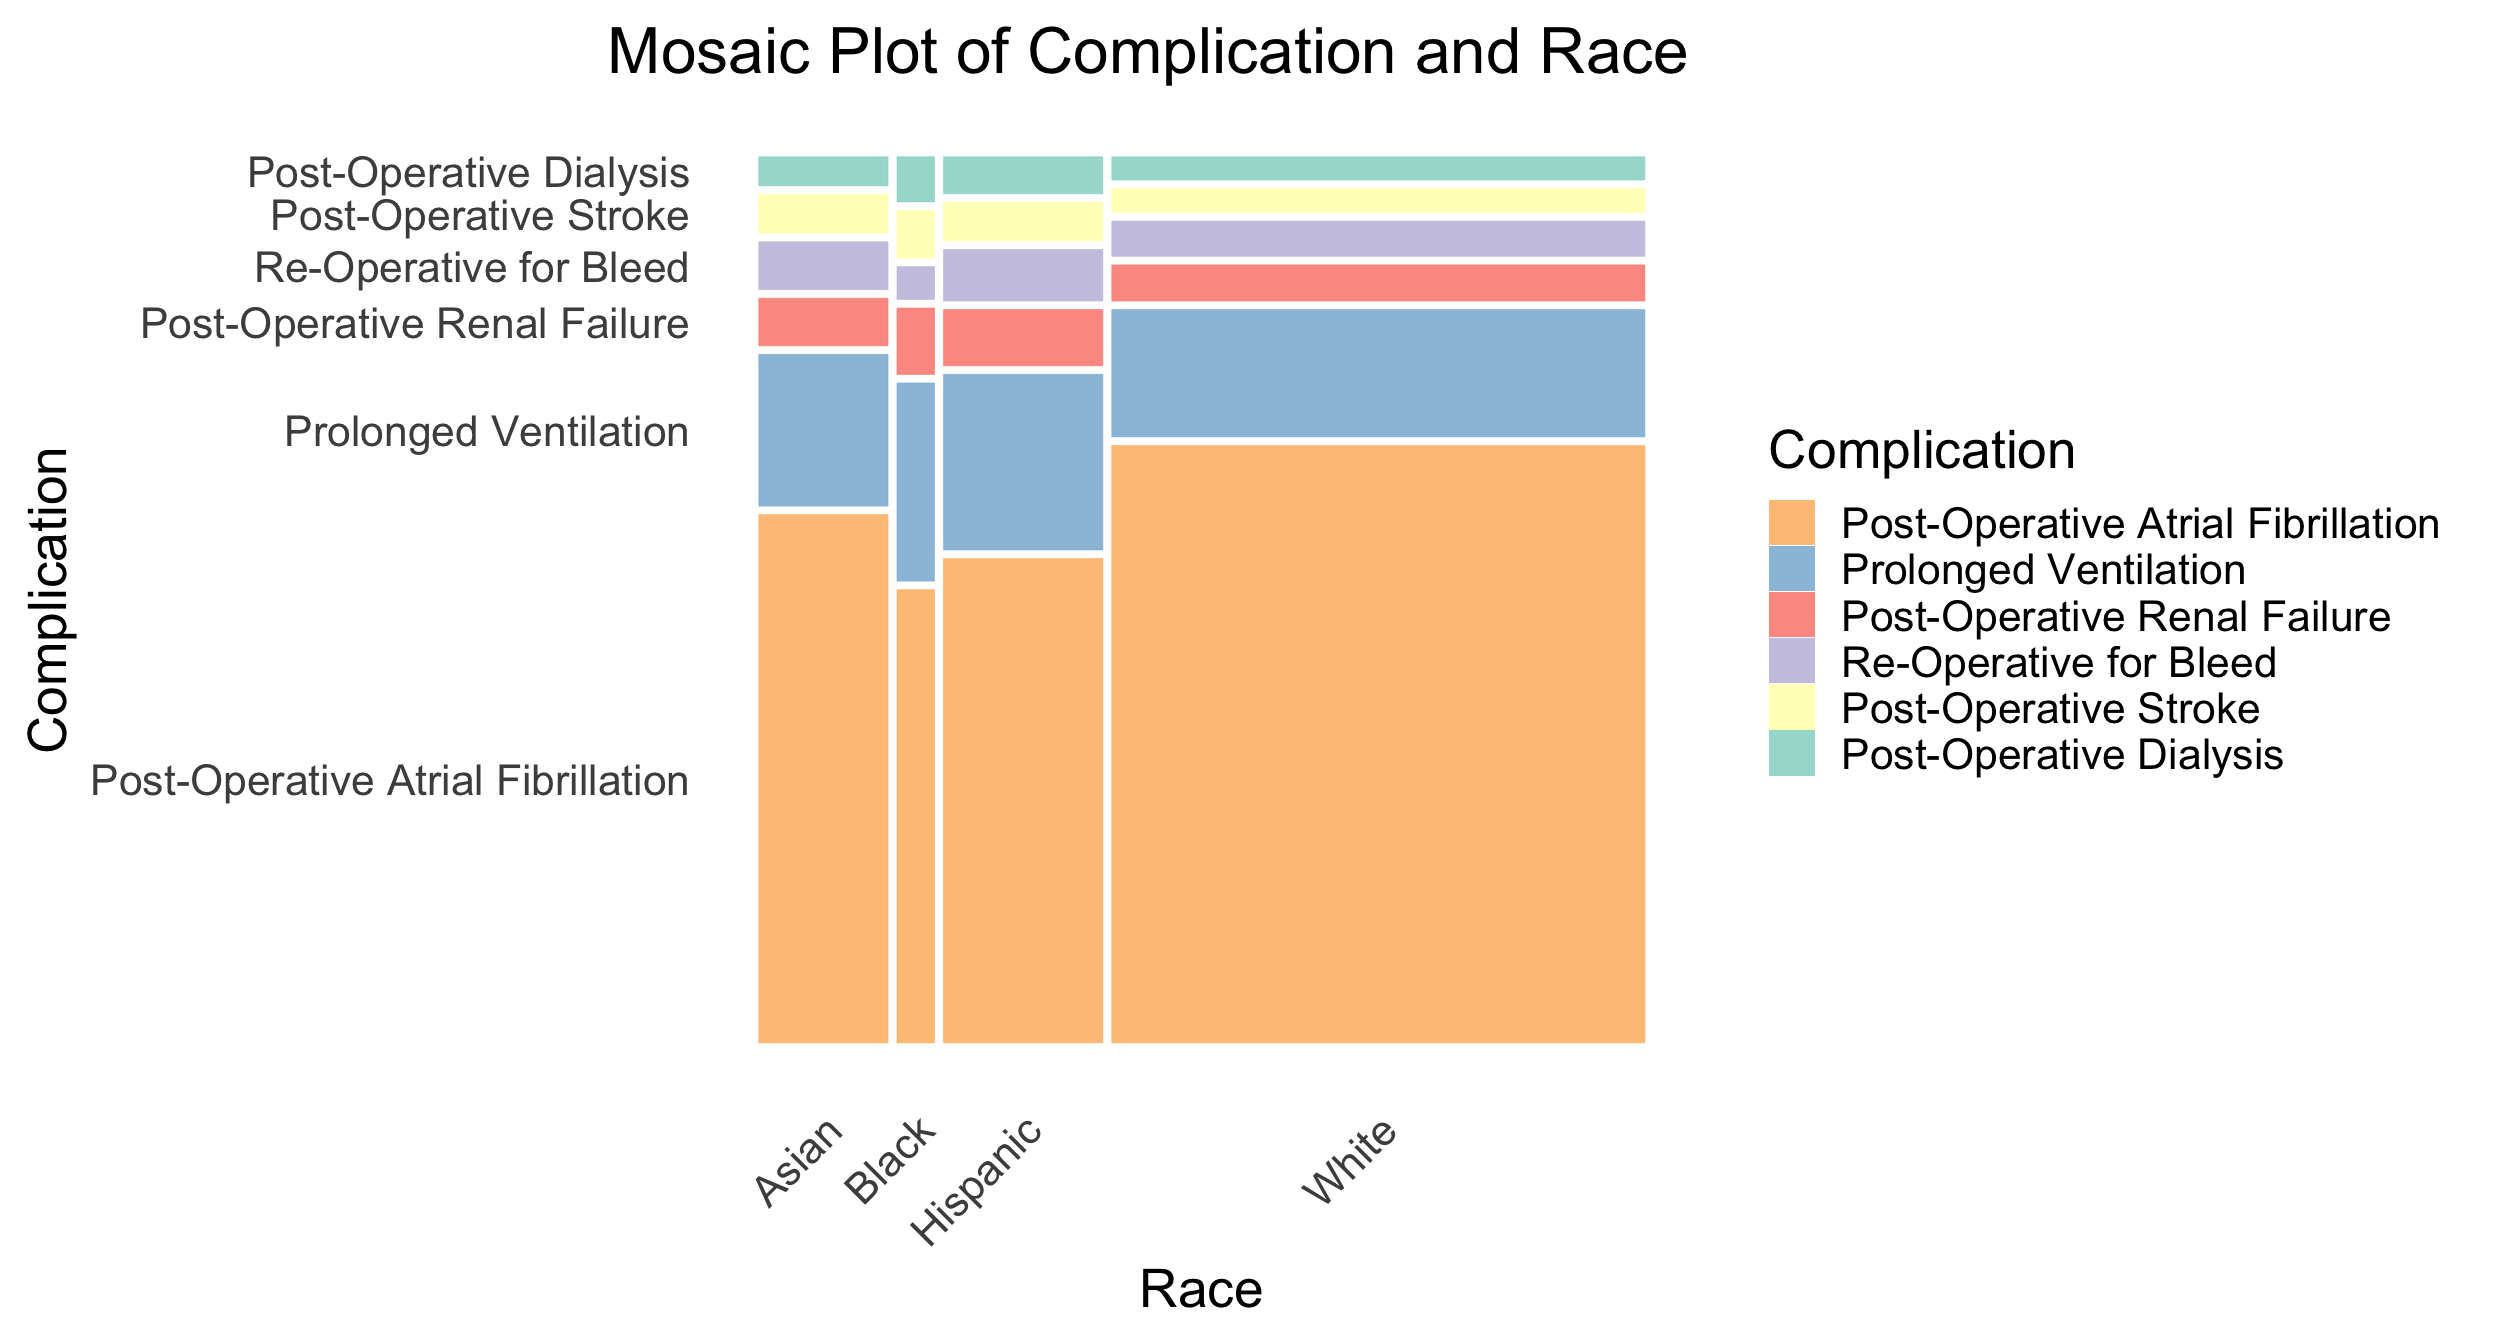 Mosaic Plot of Complication and Race
Post-Operative Dialysis
Post-Operative Stroke
Re-Operative for Bleed
Post-Operative Renal Failure
Prolonged Ventilation
Post-Operative Atrial Fibrillation
Complication
Asian
Black
Hispanic
White
Race
Complication
Post-Operative Atrial Fibrillation
Prolonged Ventilation
Post-Operative Renal Failure
Re-Operative for Bleed
Post-Operative Stroke
Post-Operative Dialysis